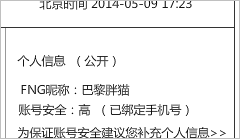 北京时间 2014-05-09 17:23
个人信息 （公开）
FNG昵称：巴黎胖猫
账号安全：高 （已绑定手机号）
为保证账号安全建议您补充个人信息>>